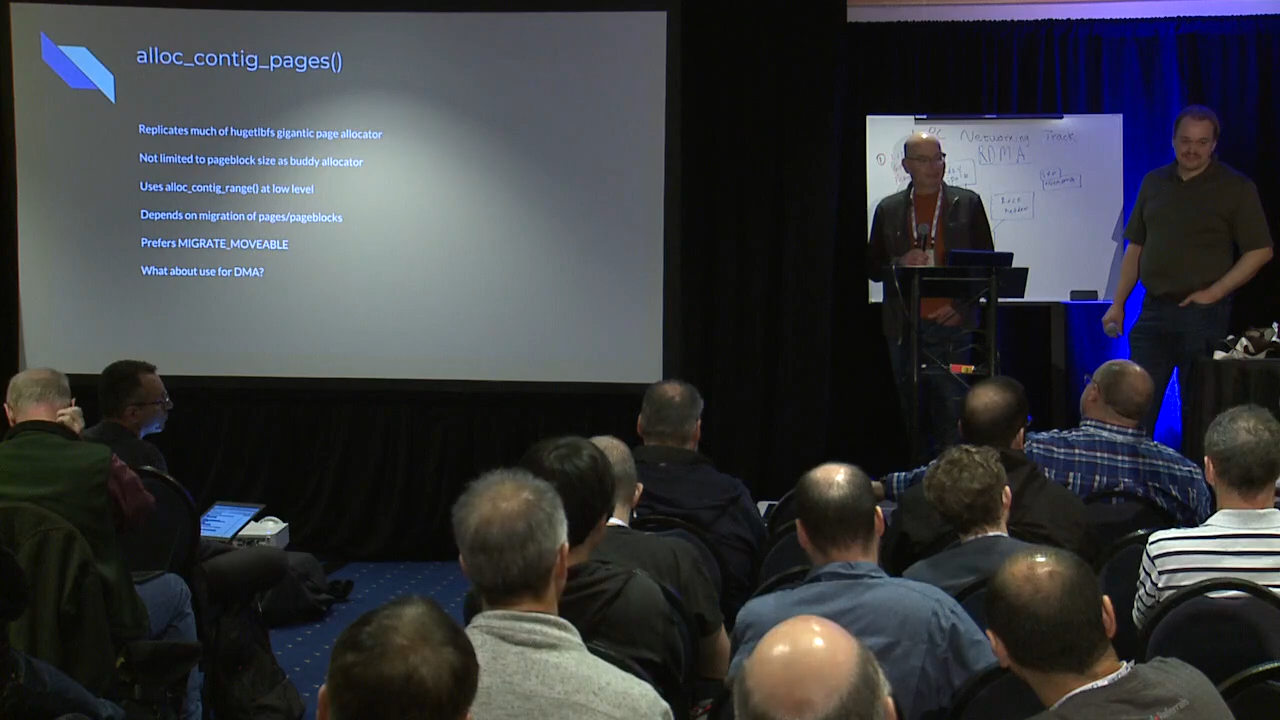 alloc_contig_pages()
Replicates much of hugetlbfs gigantic page allocator
Not limited to pageblock size as buddy allocator
Uses alloc_contig_range() at low level
Depends on migration of pages/pageblocks
Prefers MIGRATE_MOVEABLE
What about use for DMA?
Networking Track
RDMA